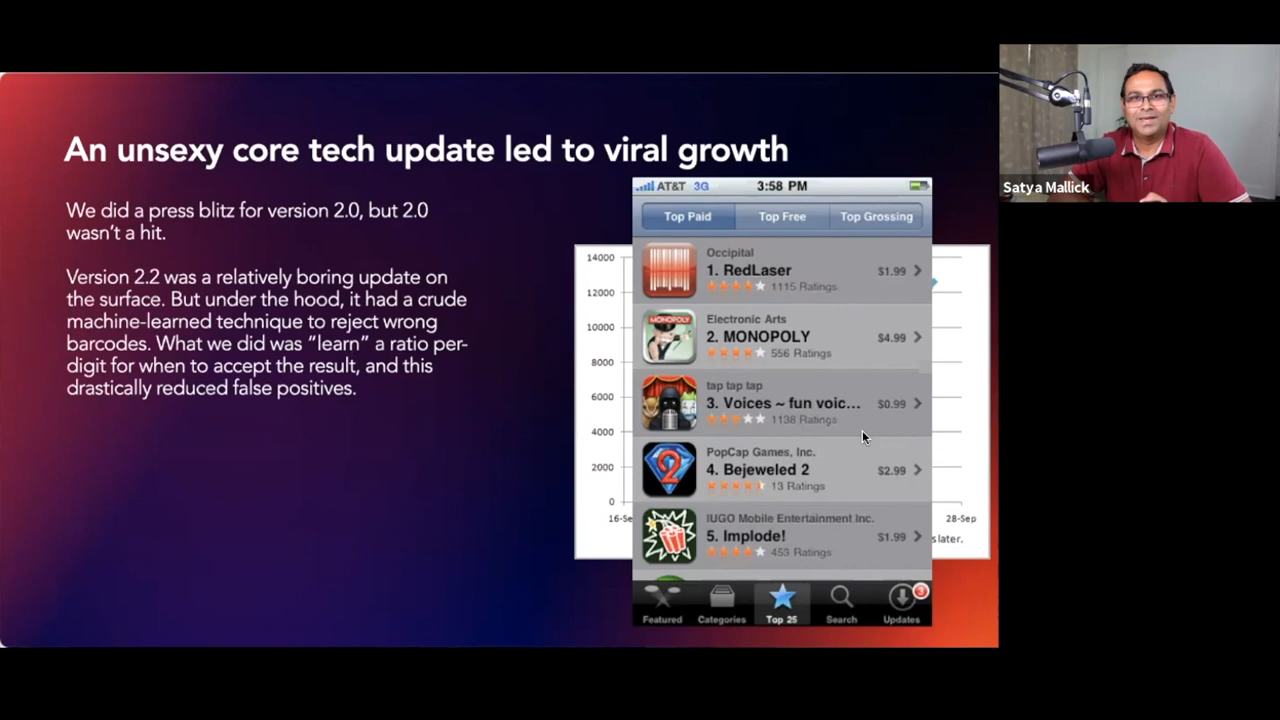 An unsexy core tech update led to viral growth
We did a press blitz for version 2.0, but 2.0
wasn't a hit.
Version 2.2 was a relatively boring update on
the surface. But under the hood, it had a crude
machine-learned technique to reject wrong
barcodes. What we did was “learn” a ratio per-
digit for when to accept the result, and this
drastically reduced false positives.
14000
12000
10000
8000
6000
4000
2000
0
16-Se
28-Sep
slater.
AT&T 3G 3:58 PM
Top Paid Top Free Top Grossing
Occipital
1. RedLaser $1.99
1115 Ratings
MONOPOLY
Electronic Arts
2. MONOPOLY $4.99
556 Ratings
tap tap tap
3. Voices ~ fun voic... $0.99
1138 Ratings
2
PopCap Games, Inc.
4. Bejeweled 2 $2.99
13 Ratings
IUGO Mobile Entertainment Inc.
5. Implode! $1.99
453 Ratings
3
Featured Categories Top 25 Search Updates
Satya Mallick